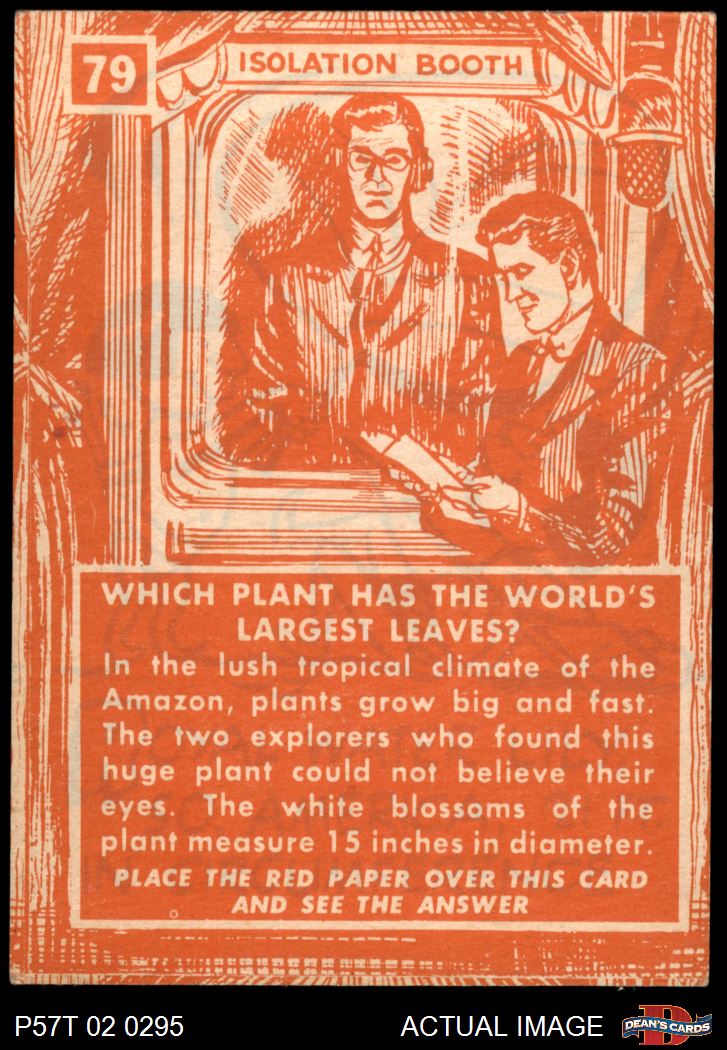 79
ISOLATION BOOTH
WHICH PLANT HAS THE WORLD'S
LARGEST LEAVES?
In the lush tropical climate of the
Amazon, plants grow big and fast.
The two explorers who found this
huge plant could not believe their
eyes. The white blossoms of the
plant measure 15 inches in diameter.
PLACE THE RED PAPER OVER THIS CARD
AND SEE THE ANSWER
P57T 02 0295
ACTUAL IMAGE
D
DEAN'S CARDS